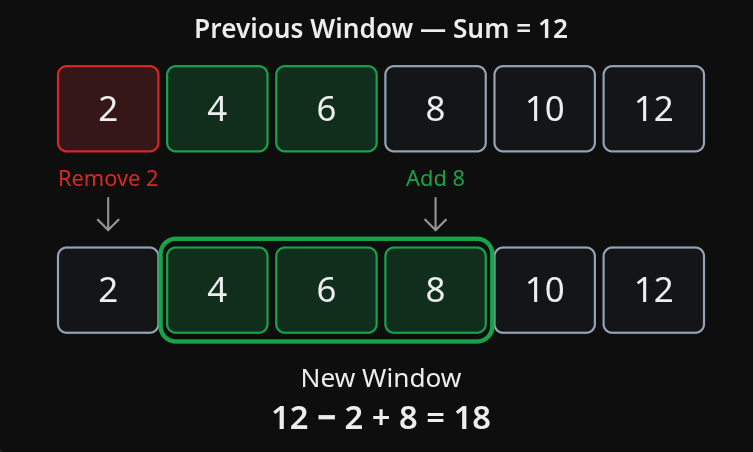 Previous Window — Sum = 12
2 4 6 8 10 12
Remove 2 Add 8
2 4 6 8 10 12
New Window
12 − 2 + 8 = 18